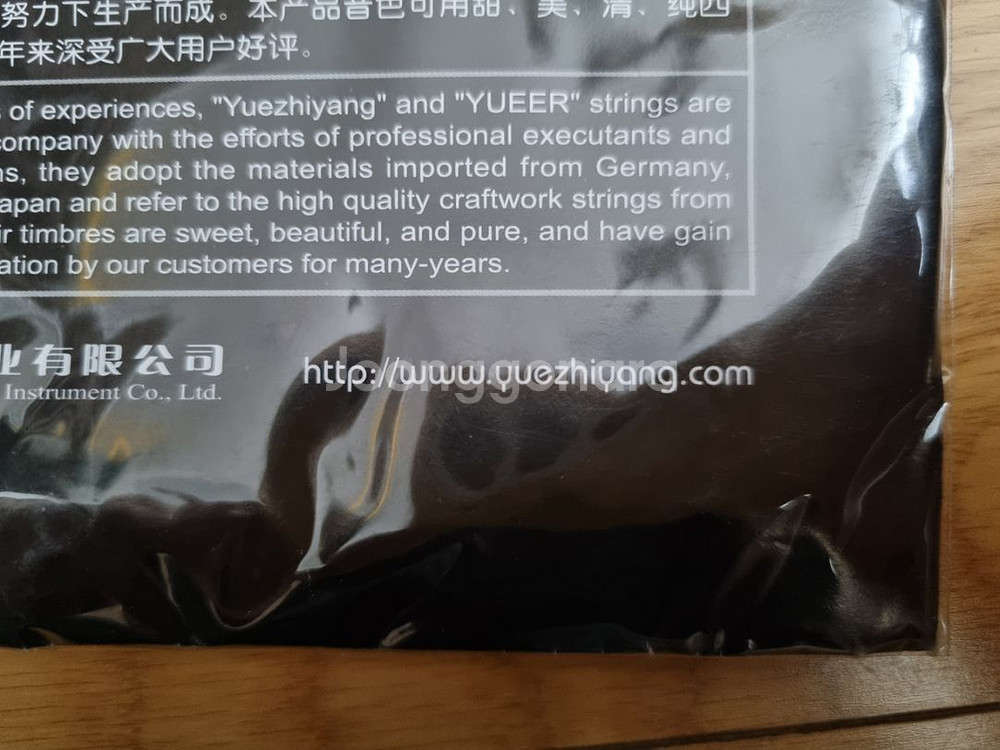 努力下生产而成。本产品音色可用甜、美、清、纯四
年来深受广大用户好评。
of experiences, "Yuezhiyang" and "YUEER" strings are
company with the efforts of professional executants and
they adopt the materials imported from Germany,
apan and refer to the high quality craftwork strings from
ir timbres are sweet, beautiful, and pure, and have gain
ation by our customers for many-years.
业有限公司
Instrument Co., Ltd.
http://www.yuezhiyang.com